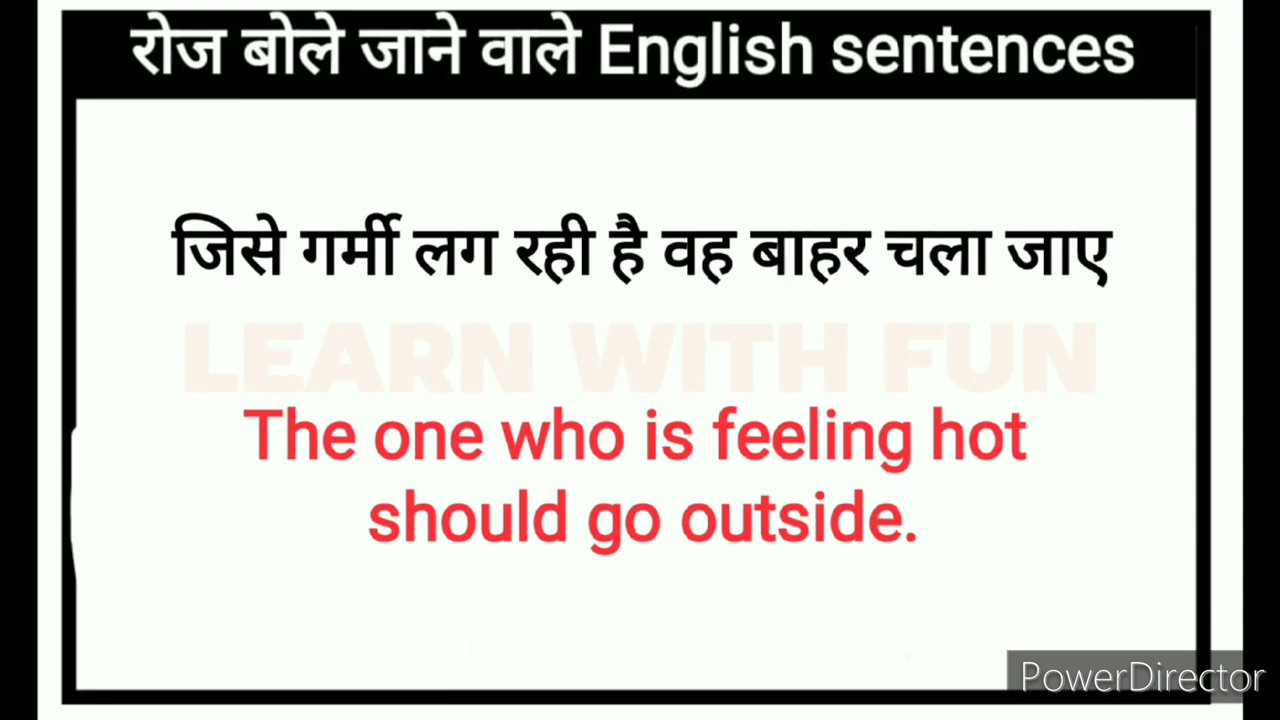 रोज बोले जाने वाले English sentences
जिसे गर्मी लग रही है वह बाहर चला जाए
LEARN WITH FUN
The one who is feeling hot
should go outside.
PowerDirector